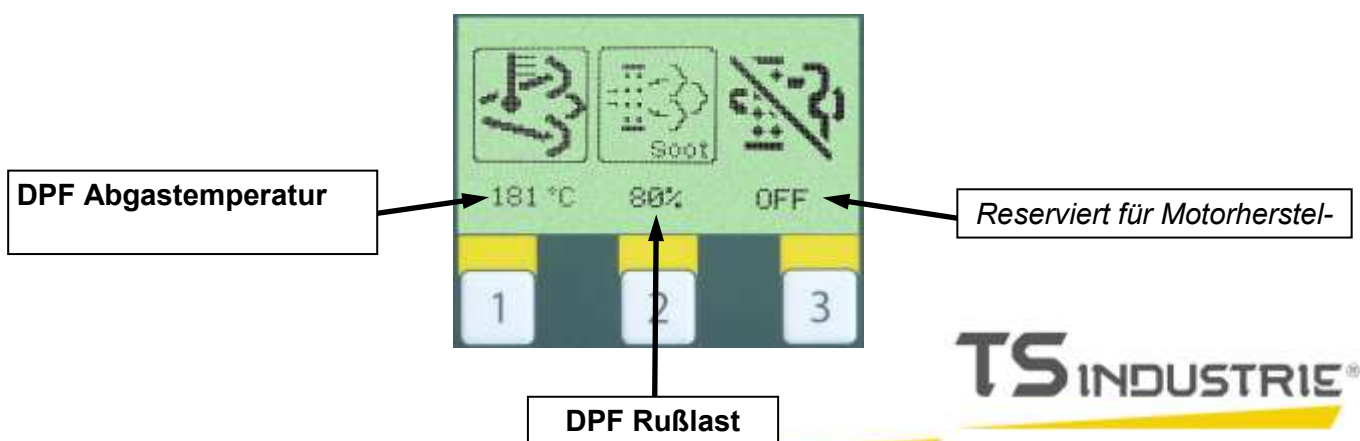 Soot
DPF Abgastemperatur
181 °C 80% OFF
Reserviert für Motorherstel-
1 2 3
TS INDUSTRIE®
DPF Rußlast